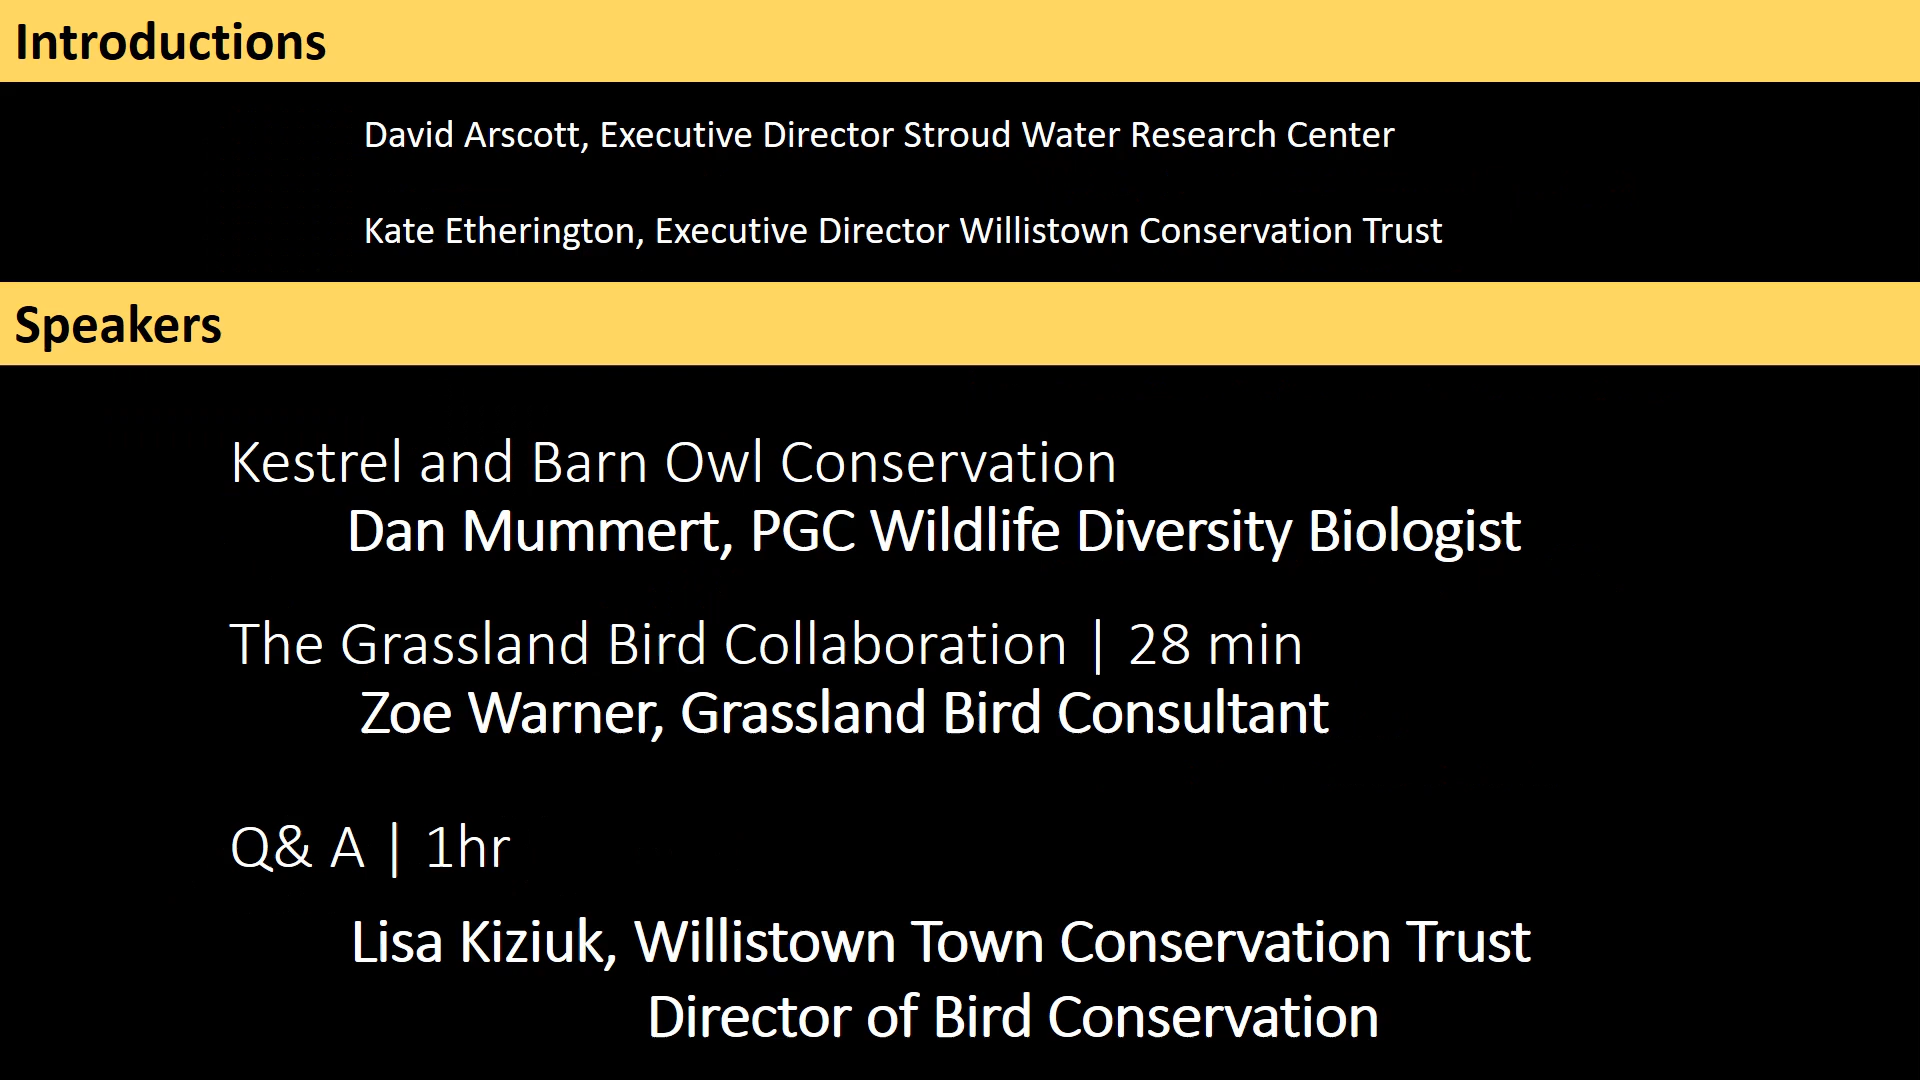 Introductions
David Arscott, Executive Director Stroud Water Research Center
Kate Etherington, Executive Director Willistown Conservation Trust
Speakers
Kestrel and Barn Owl Conservation
Dan Mummert, PGC Wildlife Diversity Biologist
The Grassland Bird Collaboration | 28 min
Zoe Warner, Grassland Bird Consultant
Q& A | 1hr
Lisa Kiziuk, Willistown Town Conservation Trust
Director of Bird Conservation